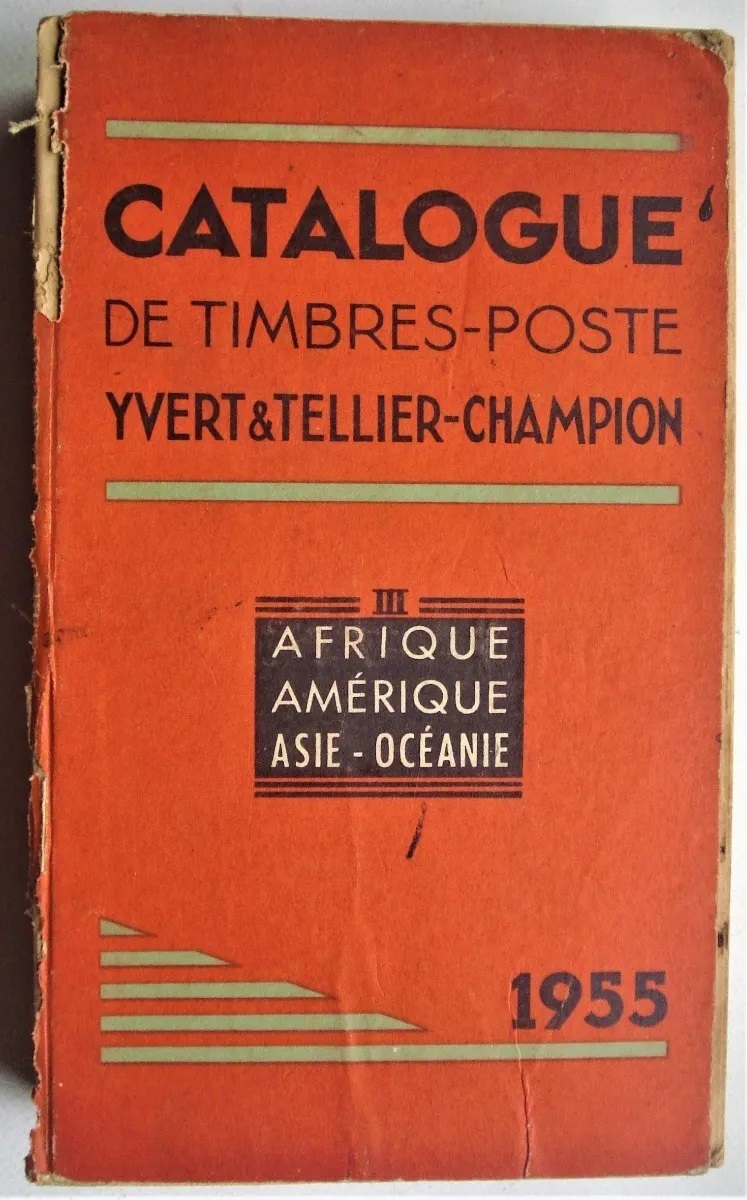 CATALOGUE
DE TIMBRES-POSTE
YVERT&TELLIER-CHAMPION
III
AFRIQUE
AMÉRIQUE
ASIE - OCÉANIE
1955